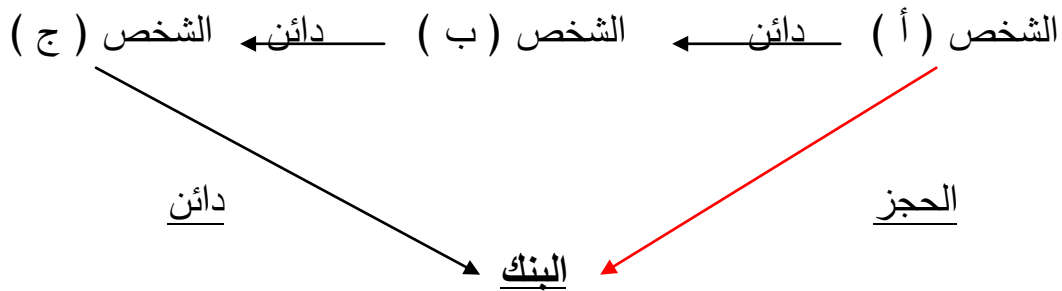 الشخص ( أ ) دائن الشخص ( ب ) دائن الشخص ( ج )
الحجز دائن
البنك